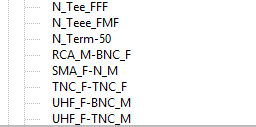 N_Tee_FFF
N_Teee_FMF
N_Term-50
RCA_M-BNC_F
SMA_F-N_M
TNC_F-TNC_F
UHF_F-BNC_M
UHF_F-TNC_M